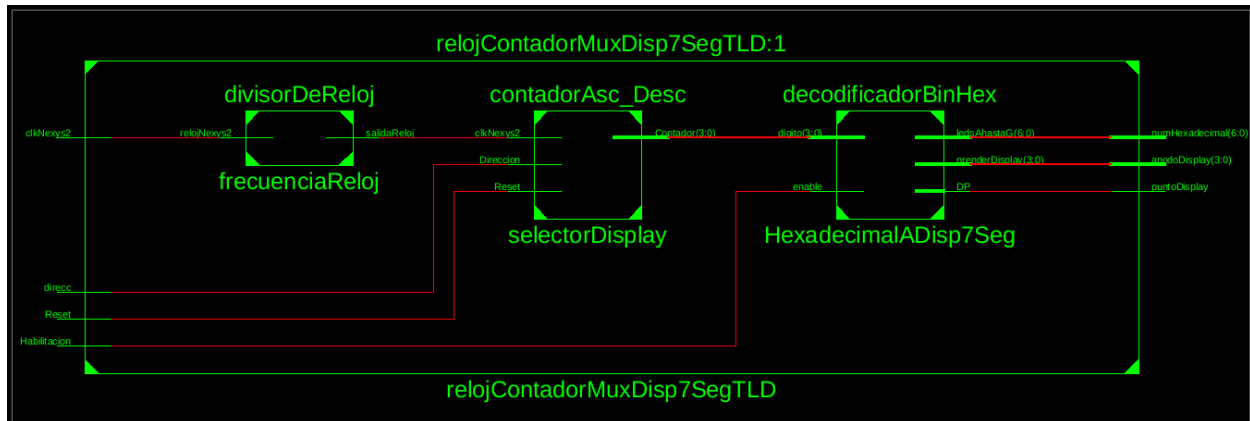 relojContadorMuxDisp7SegTLD:1
divisorDeReloj
contadorAsc_Desc
decodificadorBinHex
clkNexys2
relojNexys2
salidaReloj
clkNexys2
Contador(3:0)
digito(3:0)
ledsAhastaG(6:0)
numHexadecimal(6:0)
Direccion
prenderDisplay(3:0)
anodoDisplay(3:0)
frecuenciaReloj
Reset
enable
DP
puntoDisplay
selectorDisplay
HexadecimalADisp7Seg
direcc
Reset
Habilitacion
relojContadorMuxDisp7SegTLD